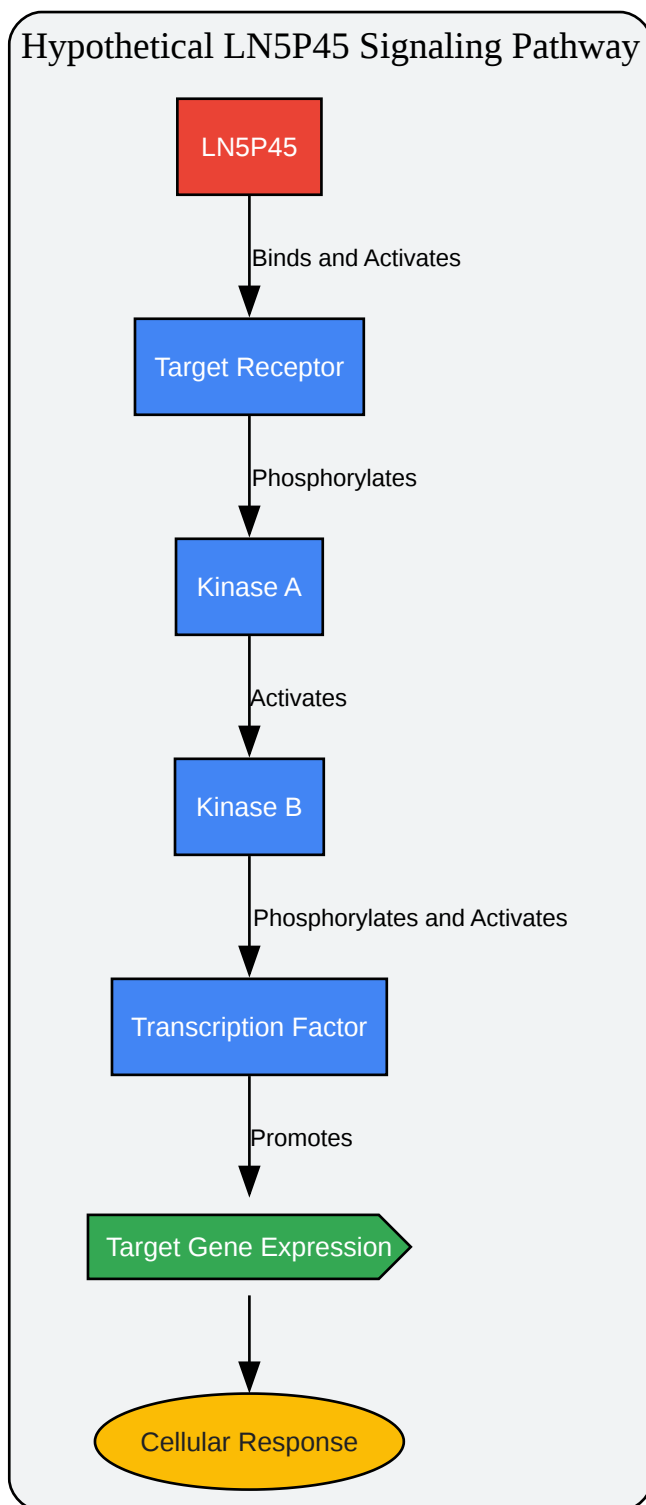 Hypothetical LN5P45 Signaling Pathway
LN5P45
Binds and Activates
Target Receptor
Phosphorylates
Kinase A
Activates
Kinase B
Phosphorylates and Activates
Transcription Factor
Promotes
Target Gene Expression
Cellular Response